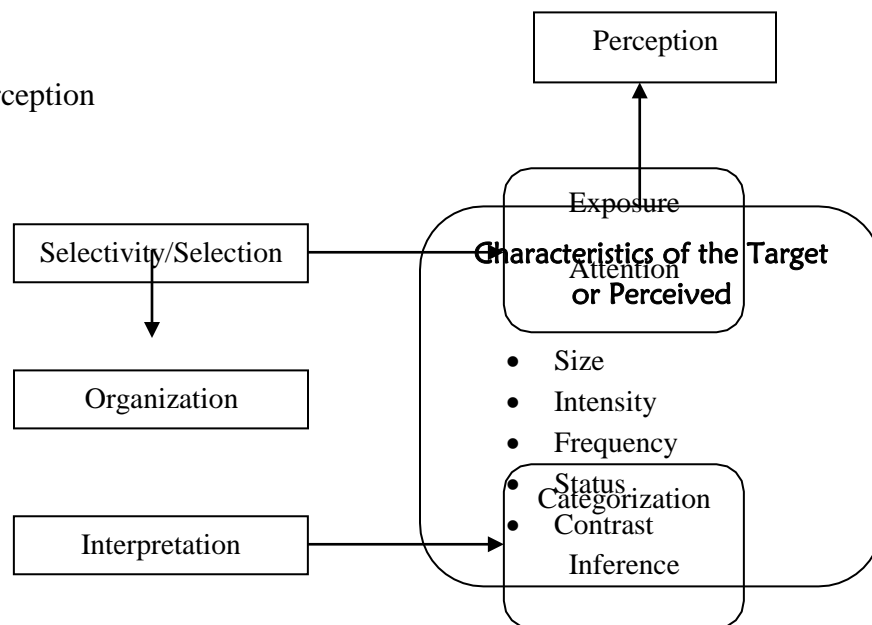 Perception
rception
Exposure
Selectivity/Selection
Characteristics of the Target
Attention
or Perceived
• Size
• Intensity
Organization
• Frequency
• Status
Categorization
• Contrast
Interpretation
Inference